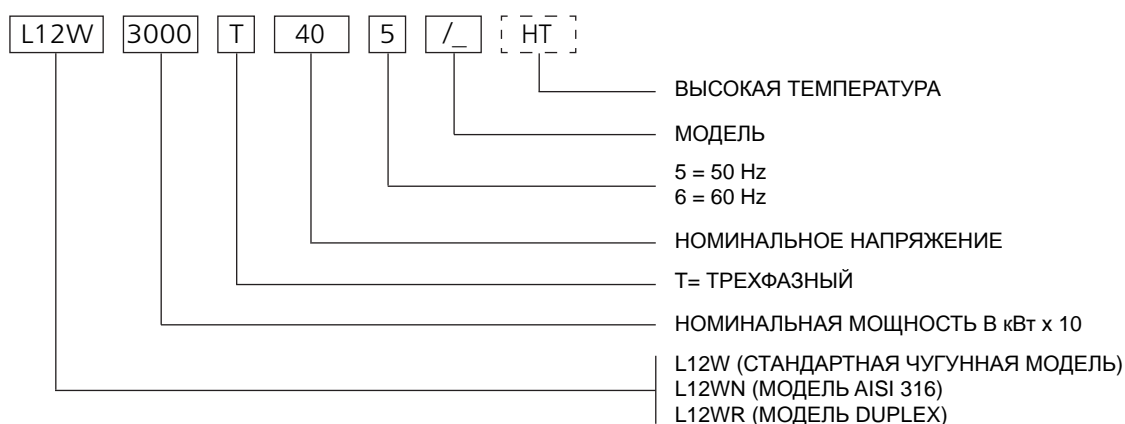 L12W 3000 T 40 5 /_ HT
ВЫСОКАЯ ТЕМПЕРАТУРА
МОДЕЛЬ
5 = 50 Hz
6 = 60 Hz
НОМИНАЛЬНОЕ НАПРЯЖЕНИЕ
T= ТРЕХФАЗНЫЙ
НОМИНАЛЬНАЯ МОЩНОСТЬ В кВт x 10
L12W (СТАНДАРТНАЯ ЧУГУННАЯ МОДЕЛЬ)
L12WN (МОДЕЛЬ AISI 316)
L12WR (МОДЕЛЬ DUPLEX)